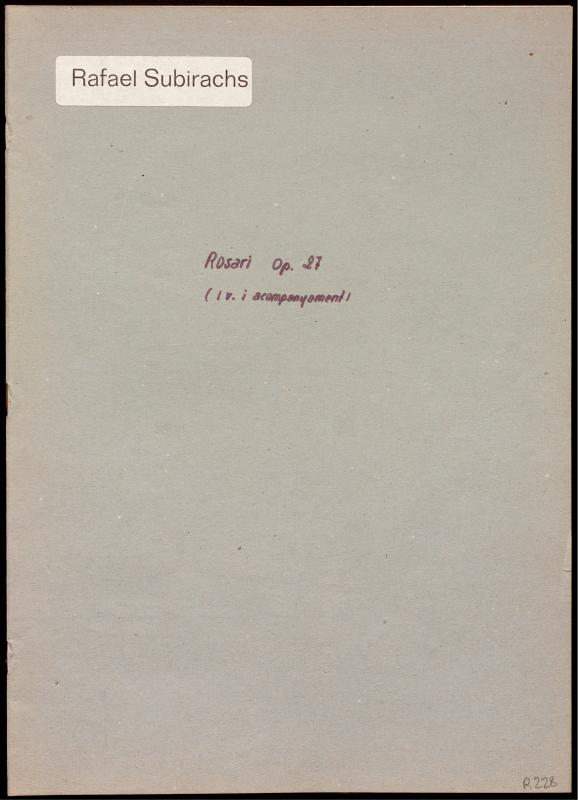 Rafael Subirachs
Rosari Op. 27
(1 v. i acompanyament)
R.228